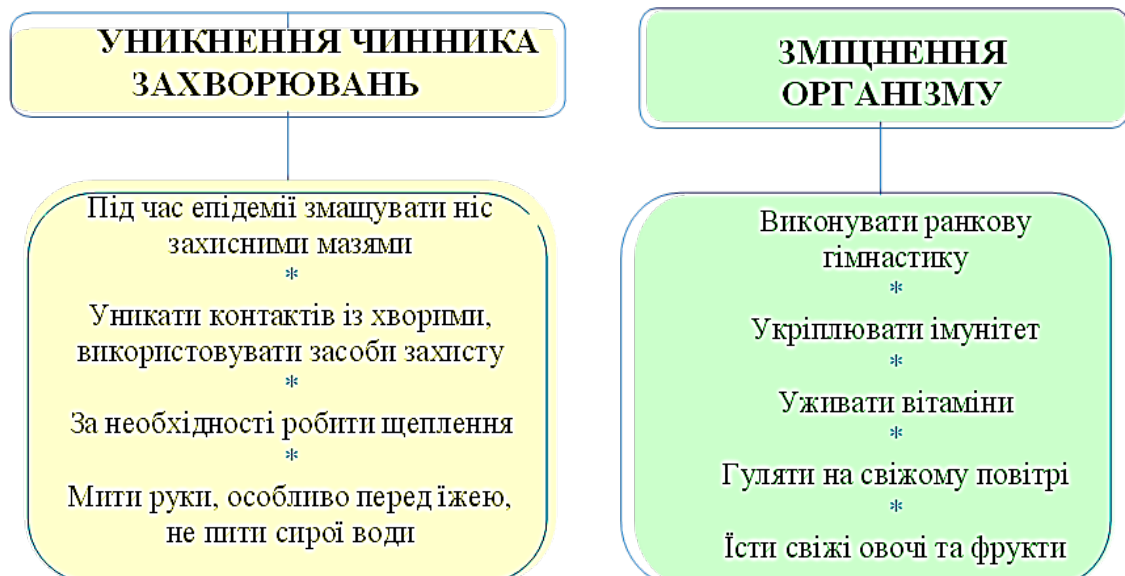 УНИКНЕННЯ ЧИННИКА
ЗАХВОРЮВАНЬ
Під час епідемії змащувати ніс
захисними мазями
*
Уникати контактів із хворими,
використовувати засоби захисту
*
За необхідності робити щеплення
*
Мити руки, особливо перед їжею,
не пити сирої води
ЗМІЦНЕННЯ
ОРГАНІЗМУ
Виконувати ранкову
гімнастику
*
Укріплювати імунітет
*
Уживати вітаміни
*
Гуляти на свіжому повітрі
*
Їсти свіжі овочі та фрукти